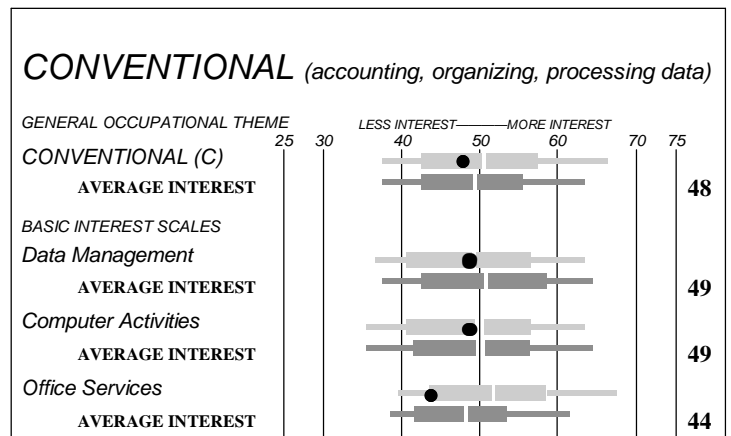 CONVENTIONAL (accounting, organizing, processing data)
GENERAL OCCUPATIONAL THEME LESS INTEREST————MORE INTEREST
25 30 40 50 60 70 75
CONVENTIONAL (C)
AVERAGE INTEREST 48
BASIC INTEREST SCALES
Data Management
AVERAGE INTEREST 49
Computer Activities
AVERAGE INTEREST 49
Office Services
AVERAGE INTEREST 44